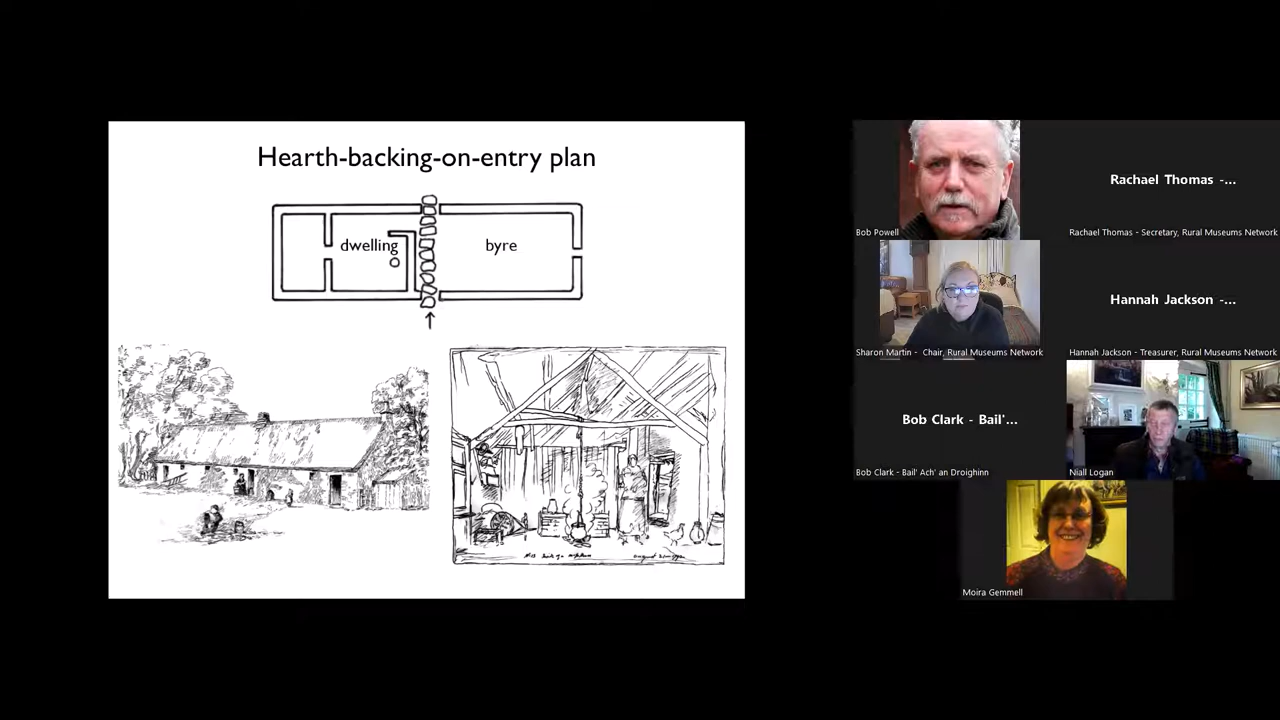 Hearth-backing-on-entry plan
dwelling
byre
Bob Powell
Rachael Thomas -...
Rachael Thomas - Secretary, Rural Museums Network
Sharon Martin - Chair, Rural Museums Network
Hannah Jackson -...
Hannah Jackson - Treasurer, Rural Museums Network
Bob Clark - Bail'...
Bob Clark - Bail' Ach' an Droighinn
Niall Logan
Moira Gemmell